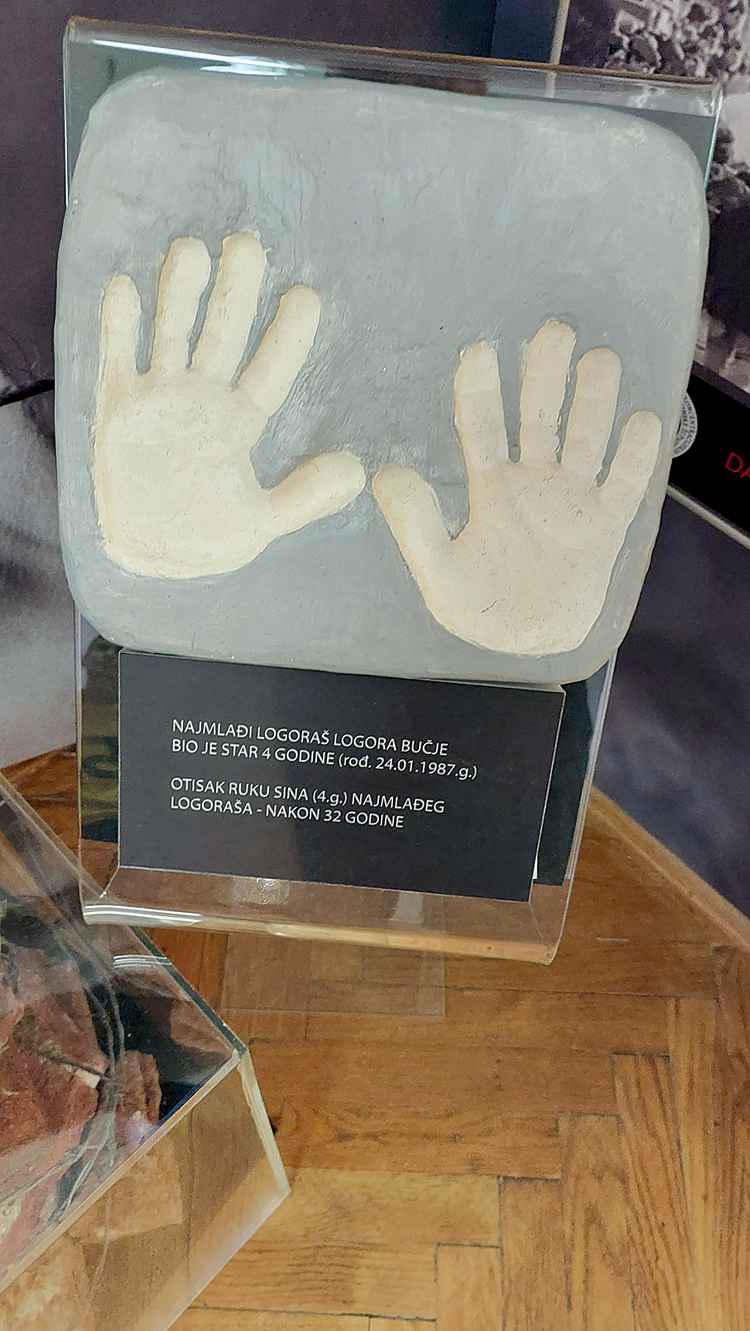 NAJMLAĐI LOGORAŠ LOGORA BUČJE
BIO JE STAR 4 GODINE (rođ. 24.01.1987.g.)
OTISAK RUKU SINA (4.g.) NAJMLAĐEG
LOGORAŠA - NAKON 32 GODINE